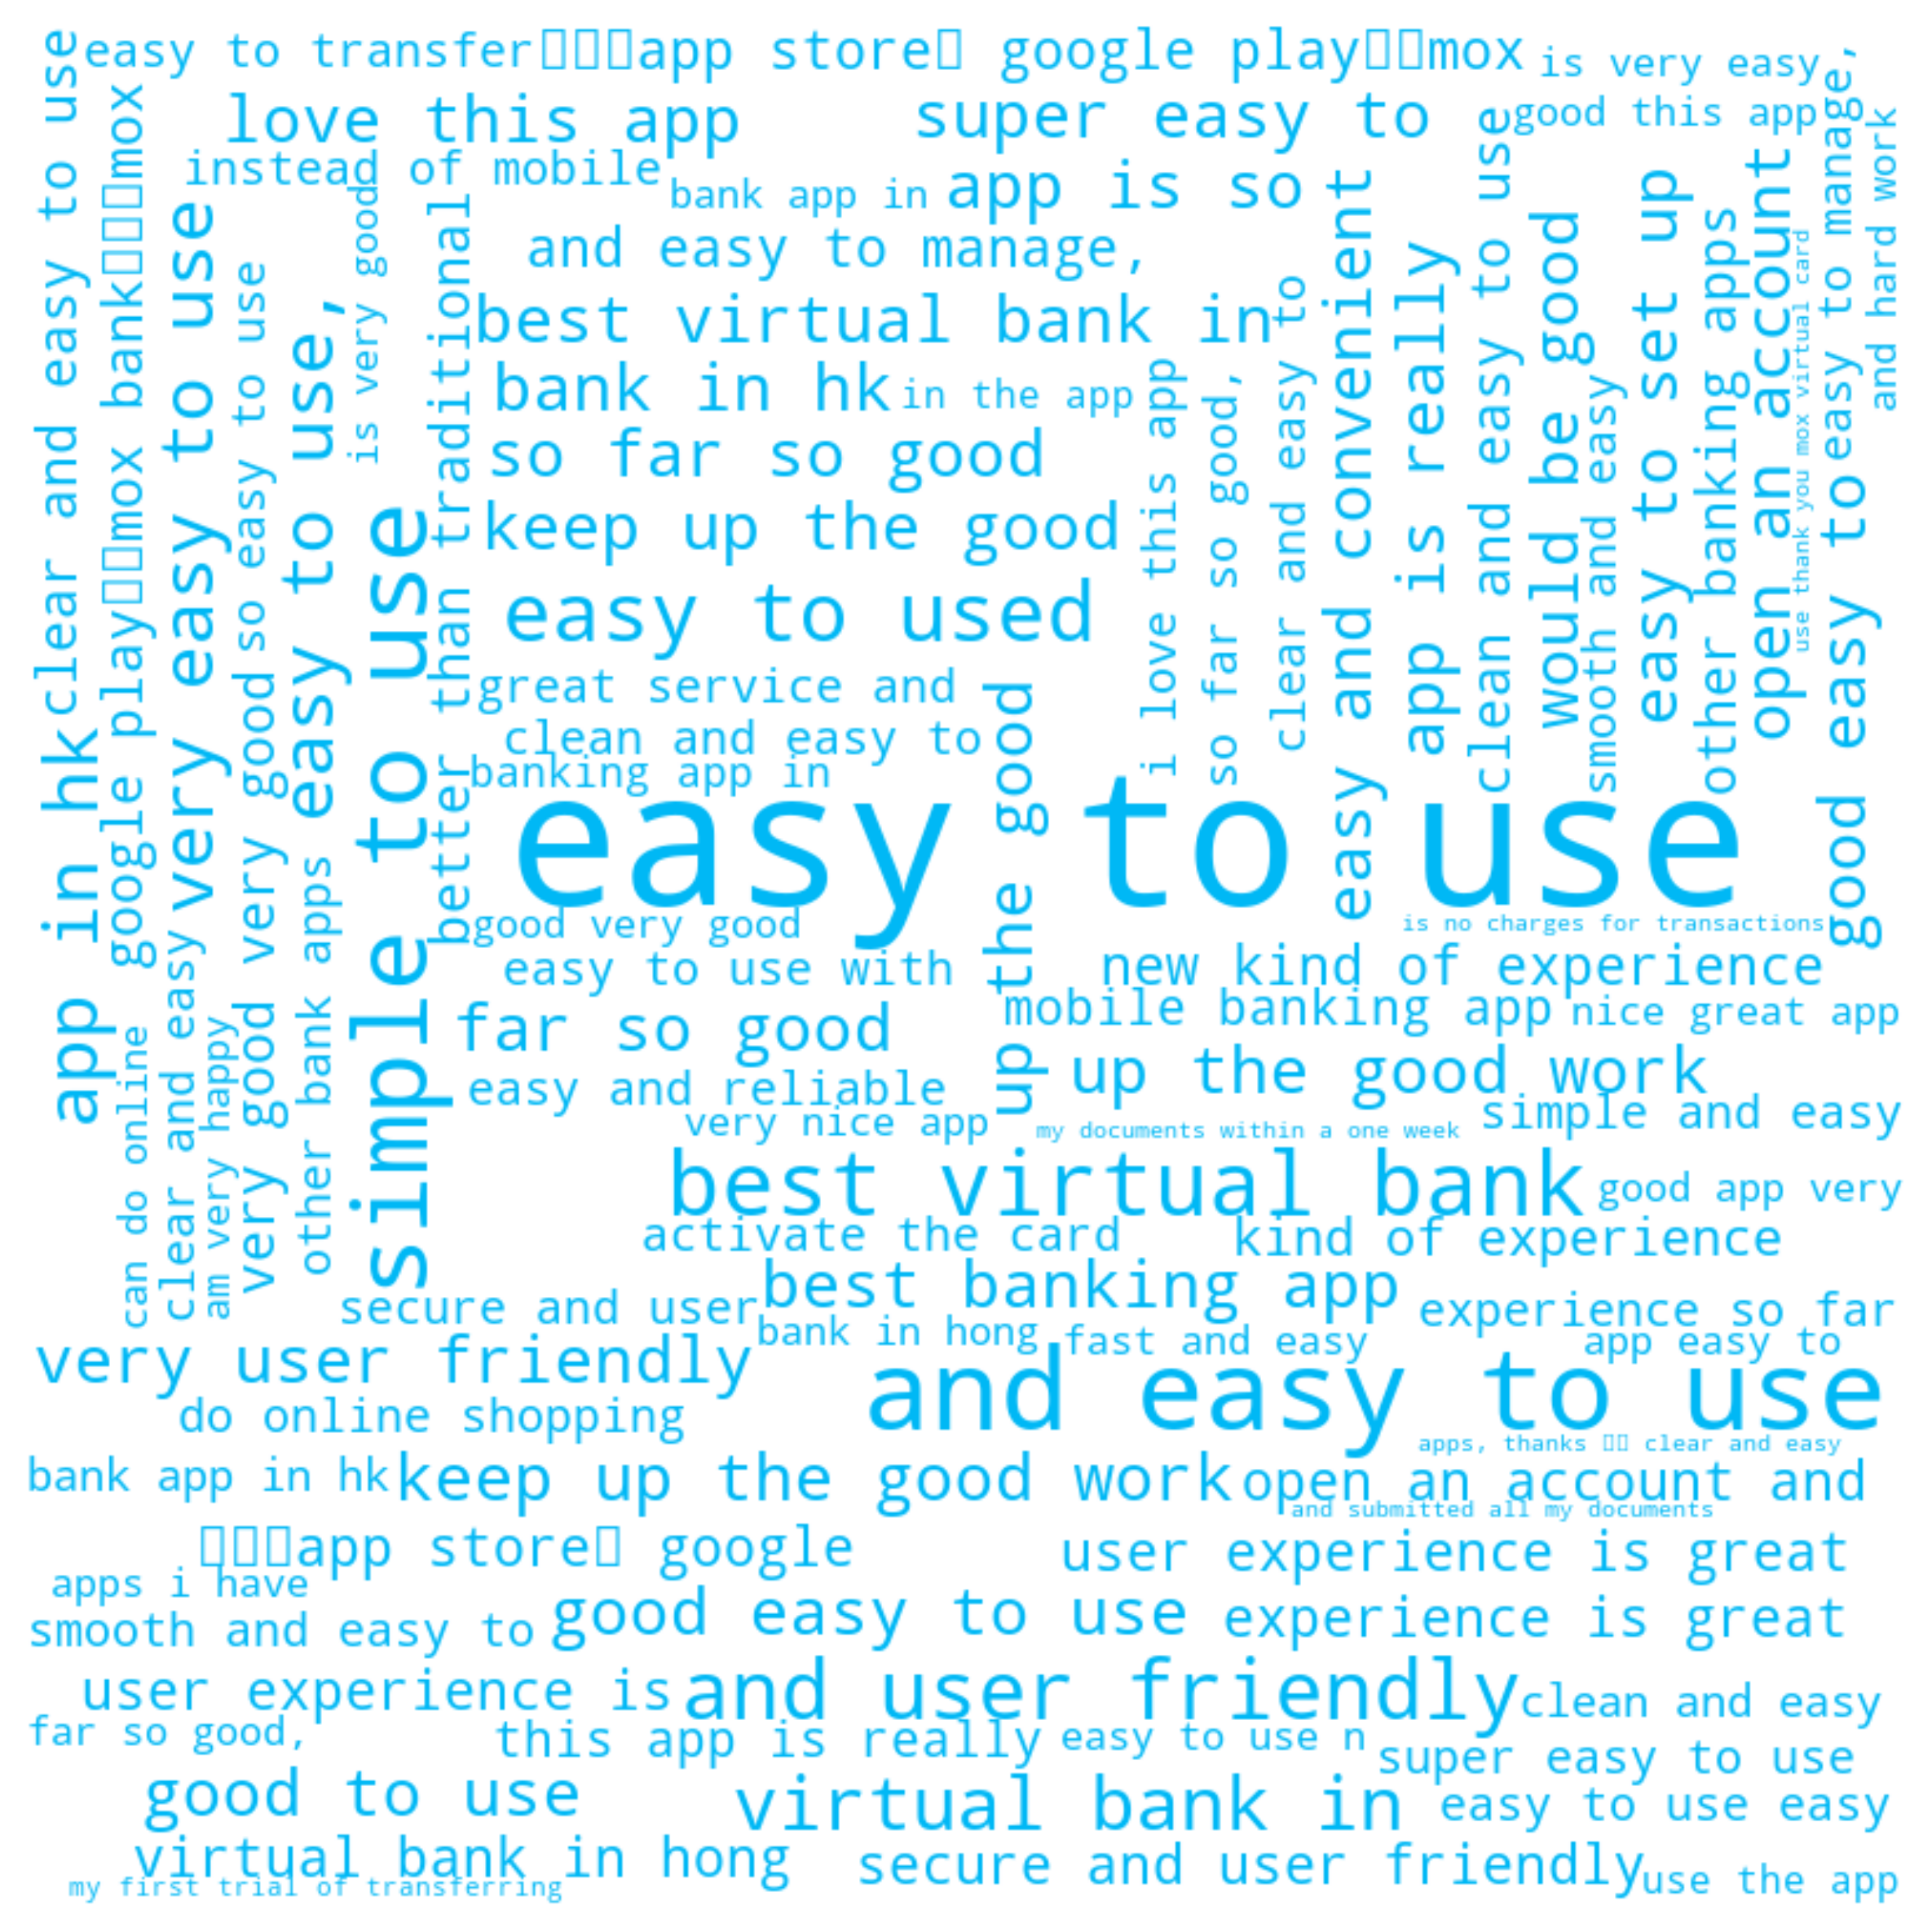 easy to transfer□□□app store□ google play□□mox
is very easy
love this app
super easy to
good this app
instead of mobile
bank app in
app is so
and easy to manage,
best virtual bank in
bank in hk
in the app
so far so good
keep up the good
easy to used
great service and
clean and easy to
banking app in
easy to use
good very good
is no charges for transactions
easy to use with
new kind of experience
mobile banking app
nice great app
far so good
up the good work
easy and reliable
very nice app
my documents within a one week
simple and easy
best virtual bank
good app very
activate the card
kind of experience
best banking app
secure and user
experience so far
bank in hong
fast and easy
app easy to
very user friendly
and easy to use
do online shopping
apps, thanks □□ clear and easy
bank app in hk
keep up the good work
open an account and
and submitted all my documents
□□□app store□ google
user experience is great
apps i have
smooth and easy to
good easy to use
experience is great
user experience is
and user friendly
clean and easy
far so good,
this app is really
easy to use n
super easy to use
good to use
virtual bank in
easy to use easy
virtual bank in hong
secure and user friendly
use the app
my first trial of transferring
clear and easy to use
app in hk
google play□□mox bank□□□mox
can do online
very easy to use
clear and easy
am very happy
so easy to use
very good very good
easy to use,
other bank apps
is very good
simple to use
better than traditional
up the good
i love this app
so far so good,
clear and easy to
easy and convenient
app is really
clean and easy to use
would be good
smooth and easy
easy to set up
other banking apps
open an account
use thank you mox virtual card
easy to manage,
good easy to
and hard work